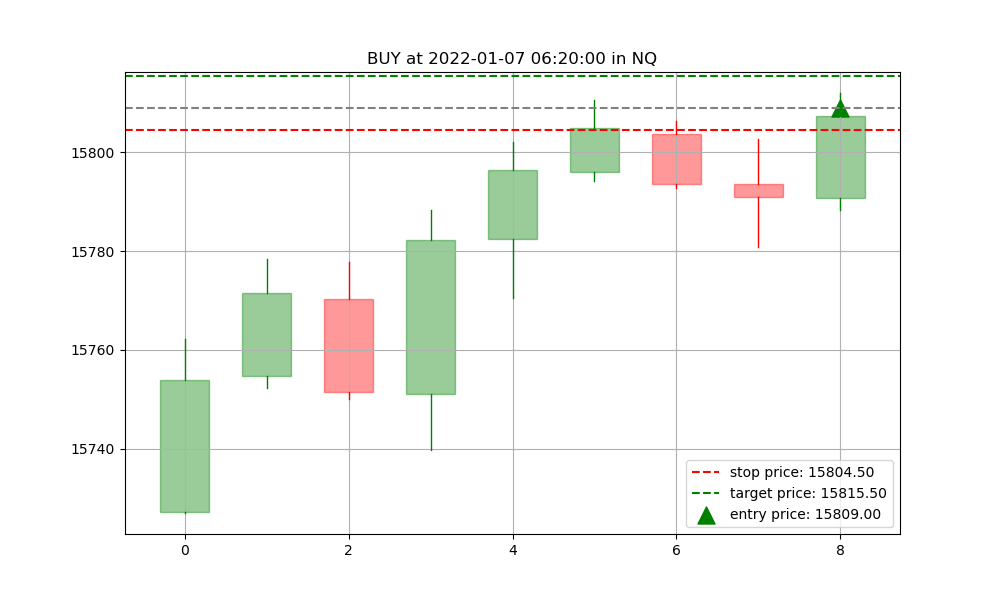 BUY at 2022-01-07 06:20:00 in NQ
15800
15780
15760
15740
stop price: 15804.50
target price: 15815.50
entry price: 15809.00
0 2 4 6 8